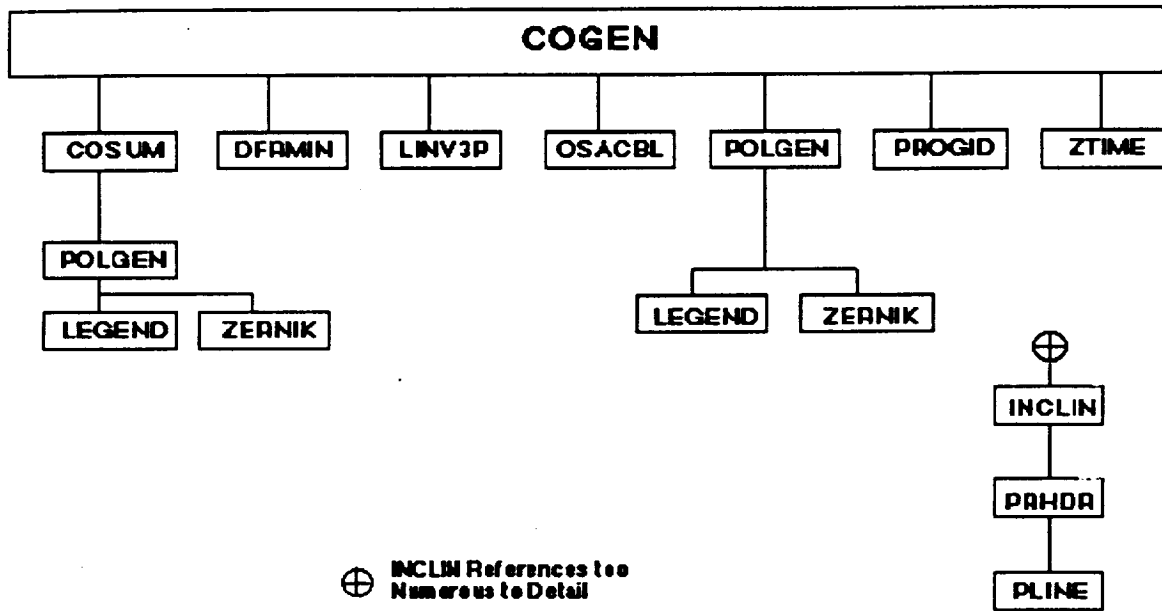 COGEN
COSUM DFRMIN LINV3P OSACBL POLGEN PROGID ZTIME
POLGEN
LEGEND ZERNIK LEGEND ZERNIK
INCLIN
PAHDA
INCLIN References too
Numerous to Detail
PLINE